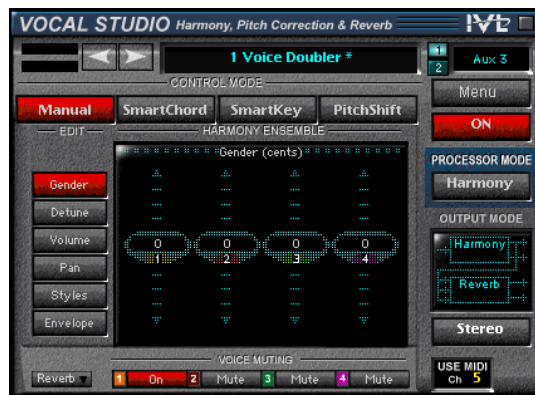 VOCAL STUDIO Harmony, Pitch Correction & Reverb IVL
1 Voice Doubler *
1
2
Aux 3
CONTROL MODE
Menu
Manual SmartChord SmartKey PitchShift
ON
EDIT
HARMONY ENSEMBLE
Gender (cents)
PROCESSOR MODE
Gender
Harmony
Detune
OUTPUT MODE
Volume
0 0 0 0
Harmony
1 2 3 4
Pan
Reverb
Styles
Envelope
Stereo
VOICE MUTING
USE MIDI
Reverb 1 On 2 Mute 3 Mute 4 Mute
Ch 5